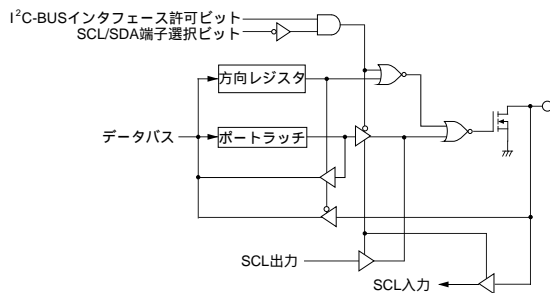 I²C-BUSインタフェース許可ビット
SCL/SDA端子選択ビット
方向レジスタ
データバス
ポートラッチ
SCL出力
SCL入力